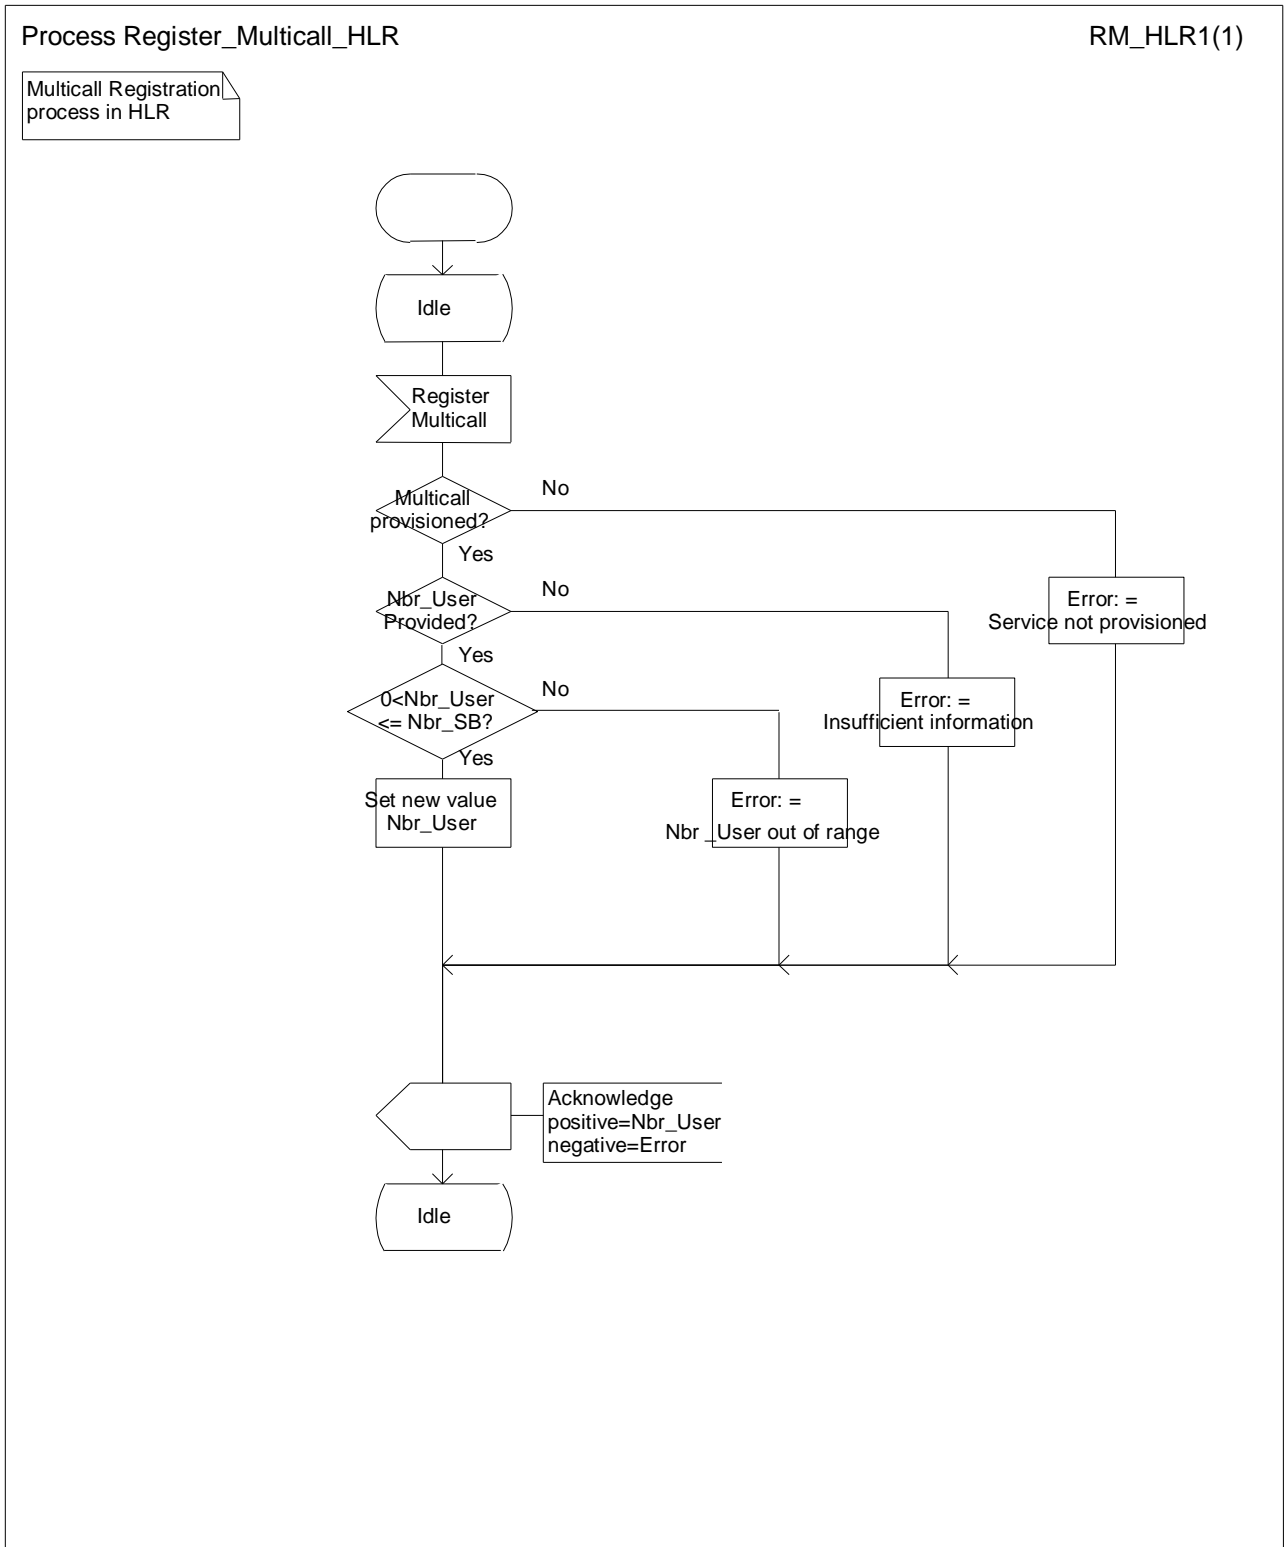 Process Register_Multicall_HLR
RM_HLR1(1)
Multicall Registration
process in HLR
Idle
Register
Multicall
Multicall
provisioned?
No
Yes
Nbr_User
Provided?
No
Error: =
Service not provisioned
Yes
0<Nbr_User
<= Nbr_SB?
No
Error: =
Insufficient information
Yes
Set new value
Nbr_User
Error: =
Nbr _User out of range
Acknowledge
positive=Nbr_User
negative=Error
Idle